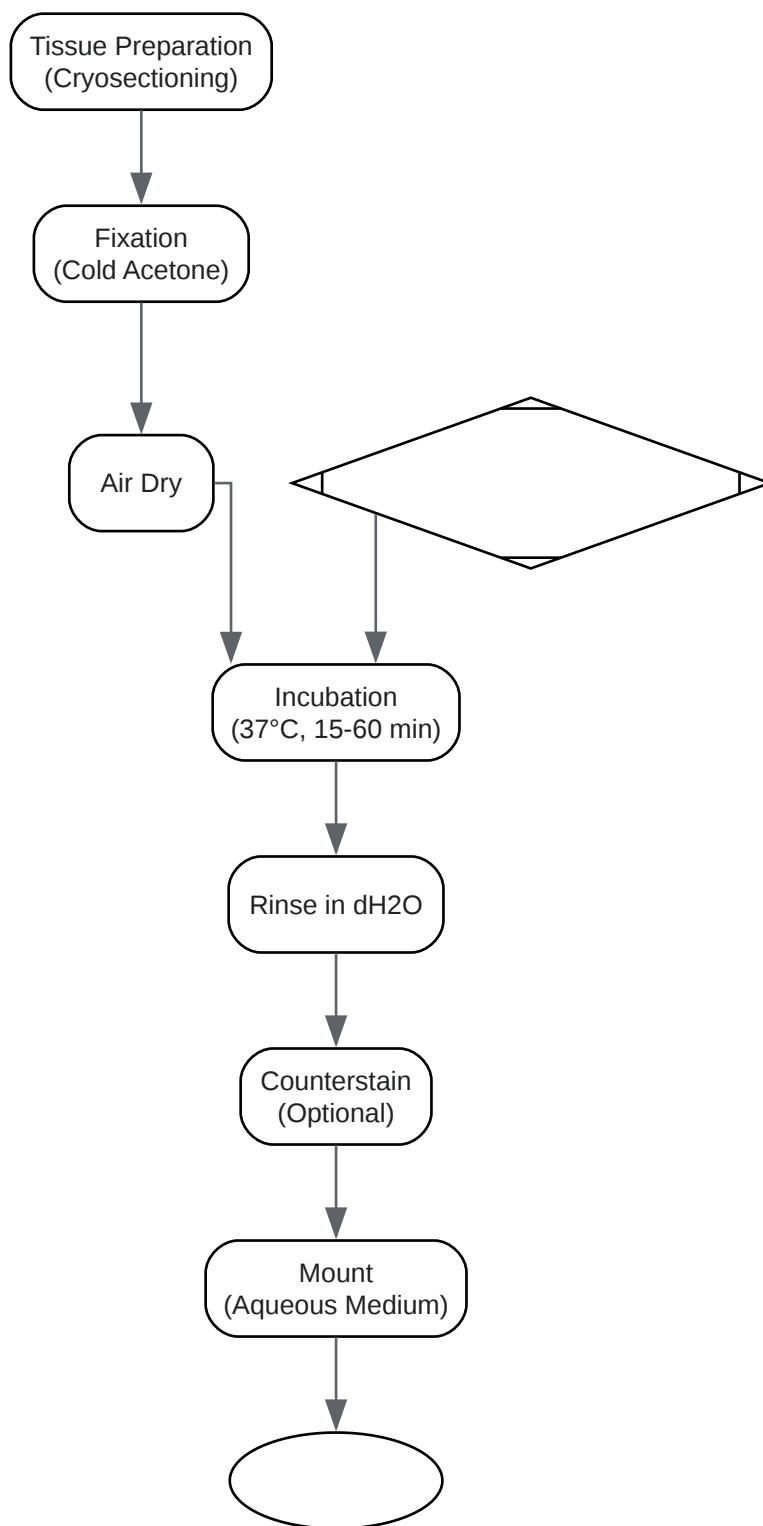 Tissue Preparation
(Cryosectioning)
Fixation
(Cold Acetone)
Air Dry
Incubation
(37°C, 15-60 min)
Rinse in dH2O
Counterstain
(Optional)
Mount
(Aqueous Medium)